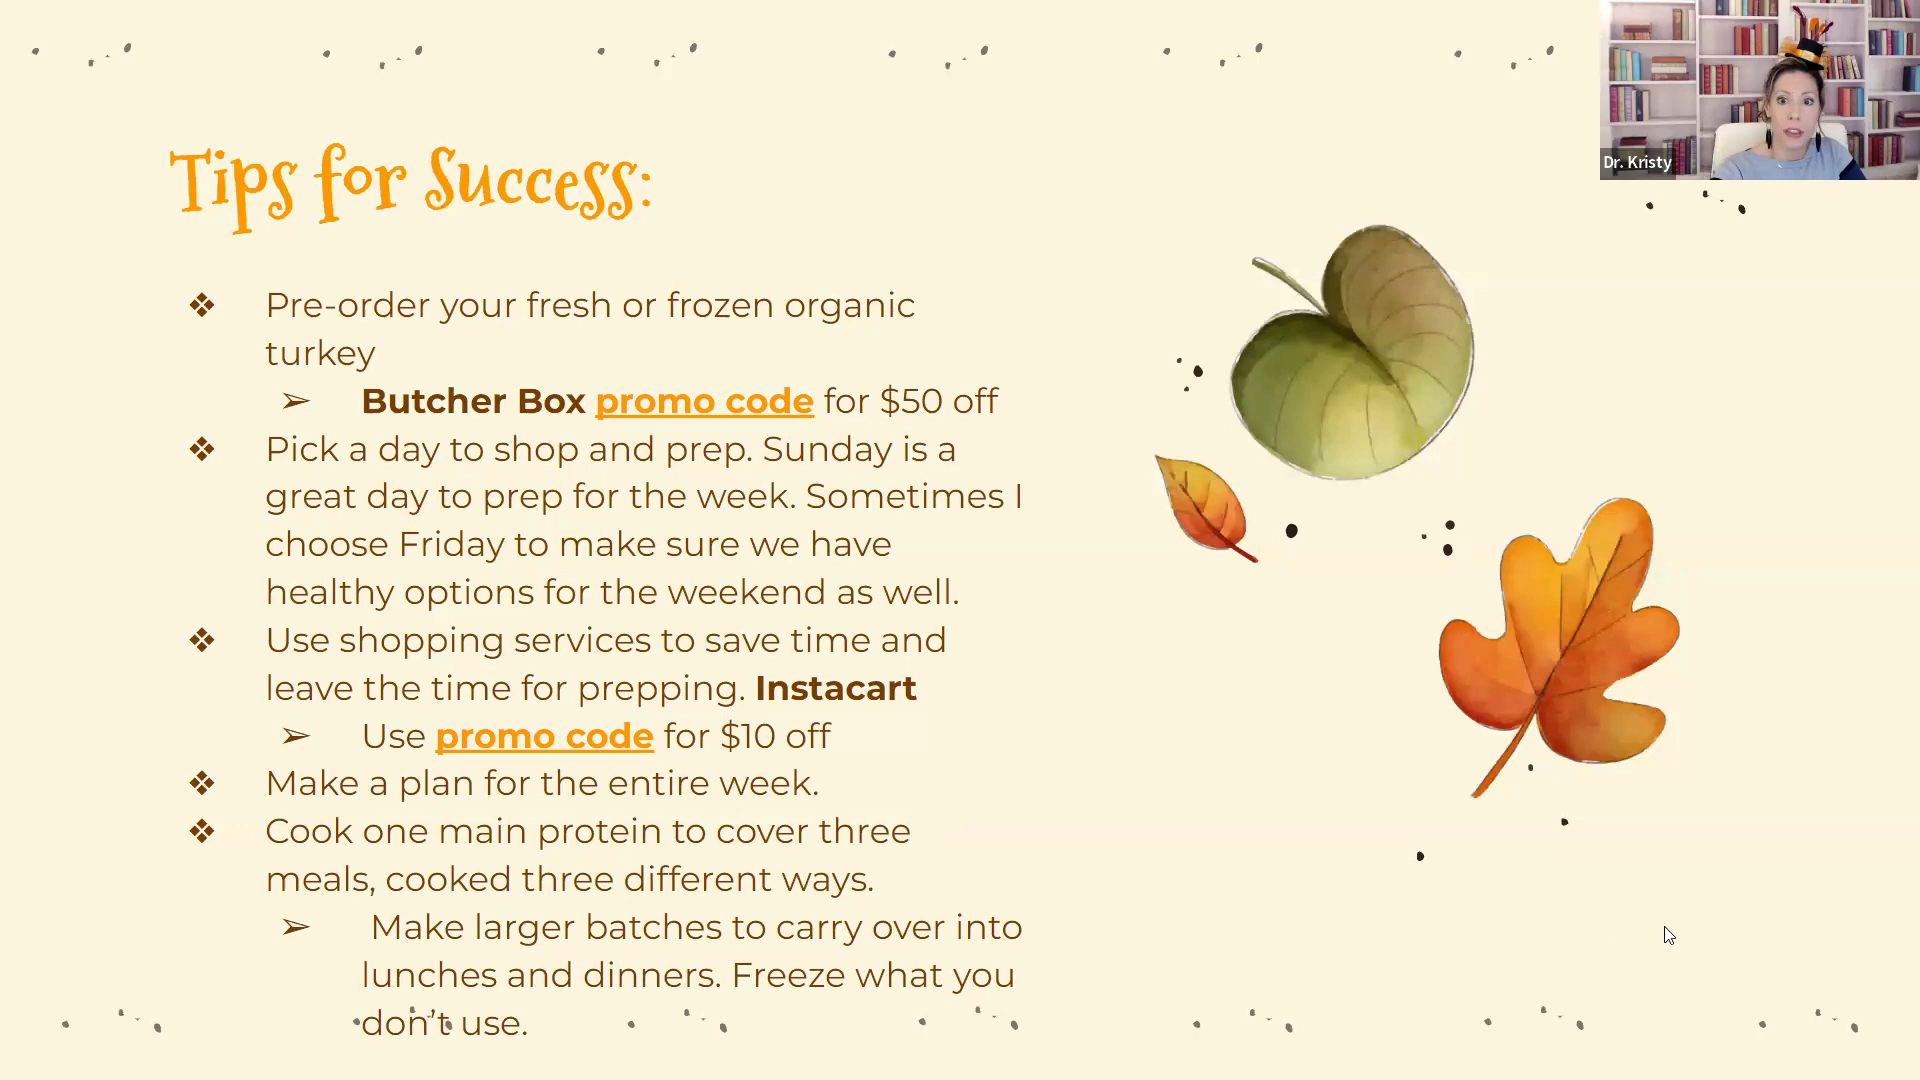 Dr. Kristy
Tips for Success:
❖ Pre-order your fresh or frozen organic
turkey
➢ Butcher Box promo code for $50 off
❖ Pick a day to shop and prep. Sunday is a
great day to prep for the week. Sometimes I
choose Friday to make sure we have
healthy options for the weekend as well.
❖ Use shopping services to save time and
leave the time for prepping. Instacart
➢ Use promo code for $10 off
❖ Make a plan for the entire week.
❖ Cook one main protein to cover three
meals, cooked three different ways.
➢ Make larger batches to carry over into
lunches and dinners. Freeze what you
don’t use.